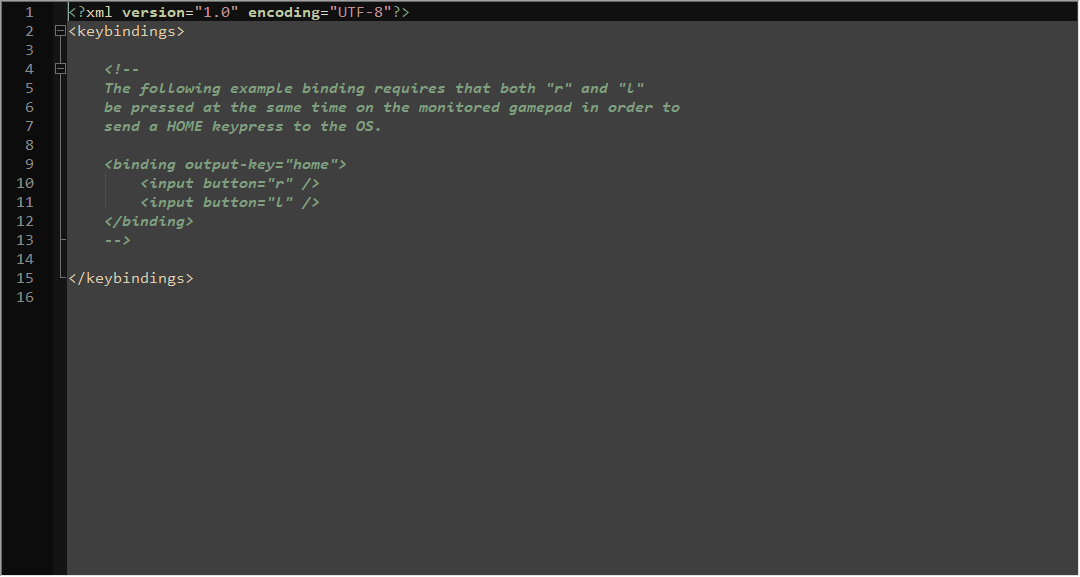 1 <?xml version="1.0" encoding="UTF-8"?>
2 <keybindings>
3
4     <!--
5     The following example binding requires that both "r" and "l"
6     be pressed at the same time on the monitored gamepad in order to
7     send a HOME keypress to the OS.
8
9     <binding output-key="home">
10         <input button="r" />
11         <input button="l" />
12     </binding>
13     -->
14
15 </keybindings>
16